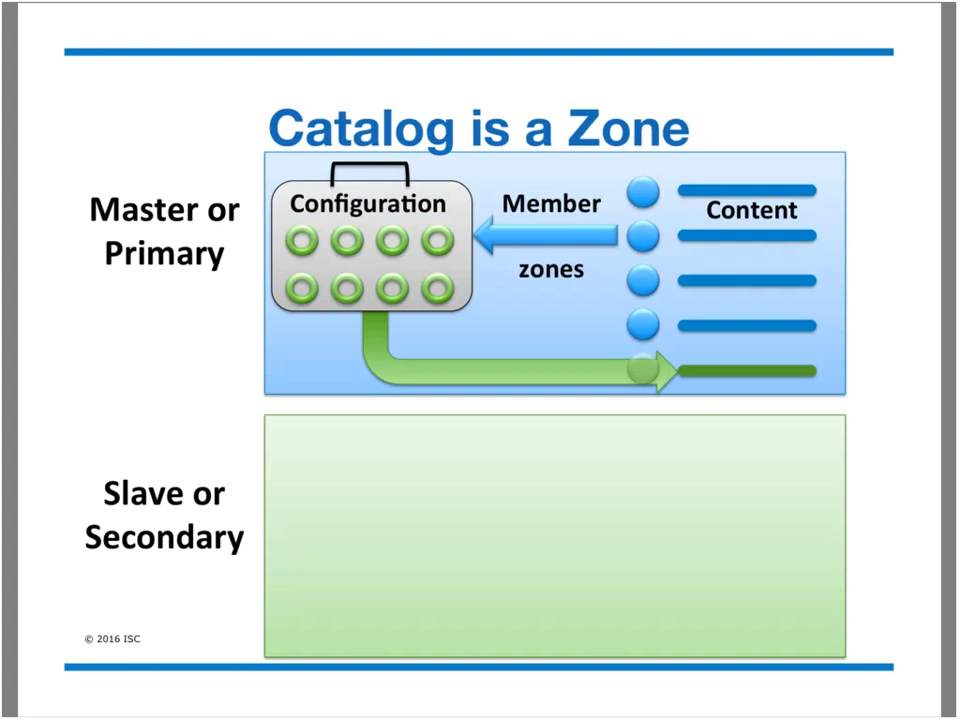 Catalog is a Zone
Master or
Primary
Configuration
Member
zones
Content
Slave or
Secondary
© 2016 ISC